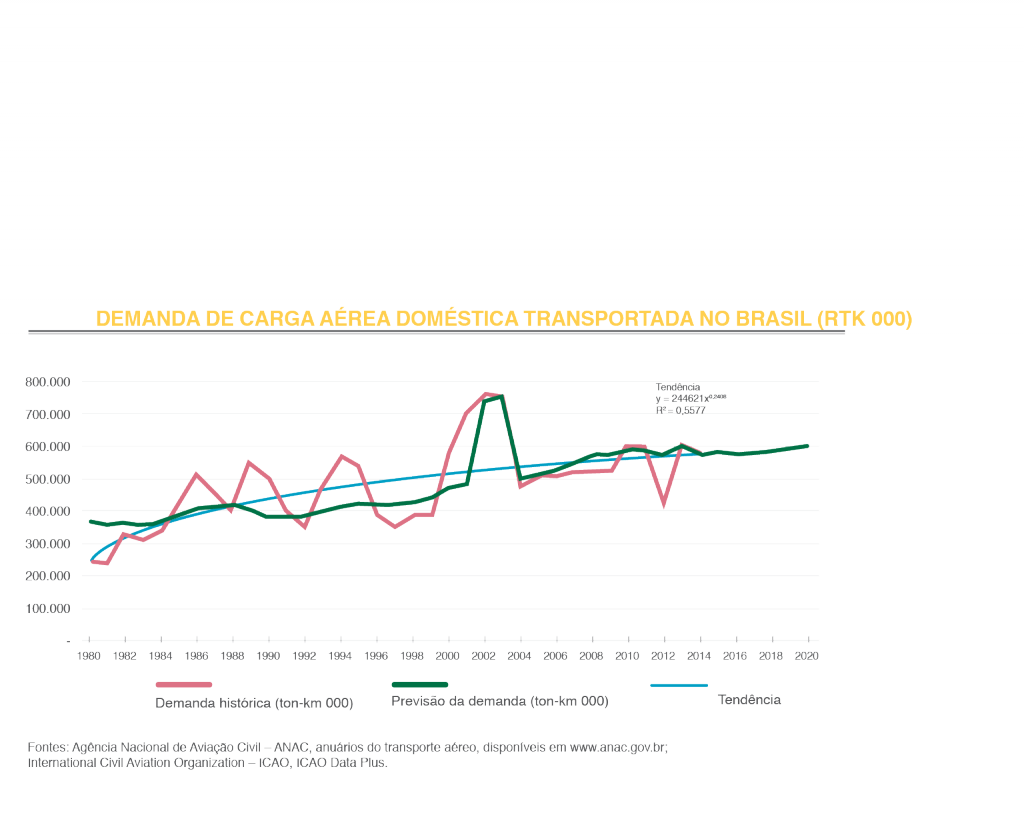 DEMANDA DE CARGA AÉREA DOMÉSTICA TRANSPORTADA NO BRASIL (RTK 000)
800.000
700.000
600.000
500.000
400.000
300.000
200.000
100.000
-
Tendência
y = 244621x^0,2408
R² = 0,5577
1980 1982 1984 1986 1988 1990 1992 1994 1996 1998 2000 2002 2004 2006 2008 2010 2012 2014 2016 2018 2020
Demanda histórica (ton-km 000) Previsão da demanda (ton-km 000) Tendência
Fontes: Agência Nacional de Aviação Civil – ANAC, anuários do transporte aéreo, disponíveis em www.anac.gov.br;
International Civil Aviation Organization – ICAO, ICAO Data Plus.